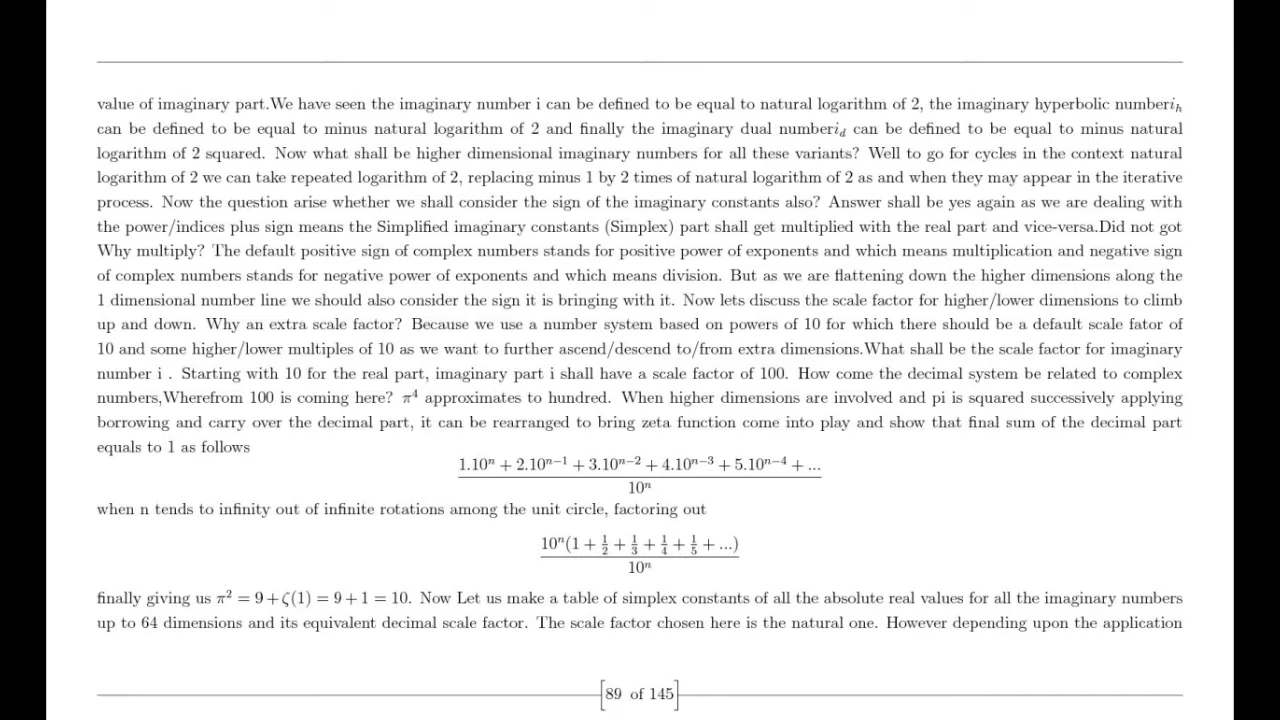 value of imaginary part.We have seen the imaginary number i can be defined to be equal to natural logarithm of 2, the imaginary hyperbolic numberiₕ
can be defined to be equal to minus natural logarithm of 2 and finally the imaginary dual numberi_d can be defined to be equal to minus natural
logarithm of 2 squared. Now what shall be higher dimensional imaginary numbers for all these variants? Well to go for cycles in the context natural
logarithm of 2 we can take repeated logarithm of 2, replacing minus 1 by 2 times of natural logarithm of 2 as and when they may appear in the iterative
process. Now the question arise whether we shall consider the sign of the imaginary constants also? Answer shall be yes again as we are dealing with
the power/indices plus sign means the Simplified imaginary constants (Simplex) part shall get multiplied with the real part and vice-versa.Did not got
Why multiply? The default positive sign of complex numbers stands for positive power of exponents and which means multiplication and negative sign
of complex numbers stands for negative power of exponents and which means division. But as we are flattening down the higher dimensions along the
1 dimensional number line we should also consider the sign it is bringing with it. Now lets discuss the scale factor for higher/lower dimensions to climb
up and down. Why an extra scale factor? Because we use a number system based on powers of 10 for which there should be a default scale fator of
10 and some higher/lower multiples of 10 as we want to further ascend/descend to/from extra dimensions.What shall be the scale factor for imaginary
number i . Starting with 10 for the real part, imaginary part i shall have a scale factor of 100. How come the decimal system be related to complex
numbers,Wherefrom 100 is coming here? π⁴ approximates to hundred. When higher dimensions are involved and pi is squared successively applying
borrowing and carry over the decimal part, it can be rearranged to bring zeta function come into play and show that final sum of the decimal part
equals to 1 as follows
1.10ⁿ + 2.10ⁿ⁻¹ + 3.10ⁿ⁻² + 4.10ⁿ⁻³ + 5.10ⁿ⁻⁴ + ...
10ⁿ
when n tends to infinity out of infinite rotations among the unit circle, factoring out
10ⁿ(1 + 1/2 + 1/3 + 1/4 + 1/5 + ...)
10ⁿ
finally giving us π² = 9 + ζ(1) = 9 + 1 = 10. Now Let us make a table of simplex constants of all the absolute real values for all the imaginary numbers
up to 64 dimensions and its equivalent decimal scale factor. The scale factor chosen here is the natural one. However depending upon the application
89 of 145